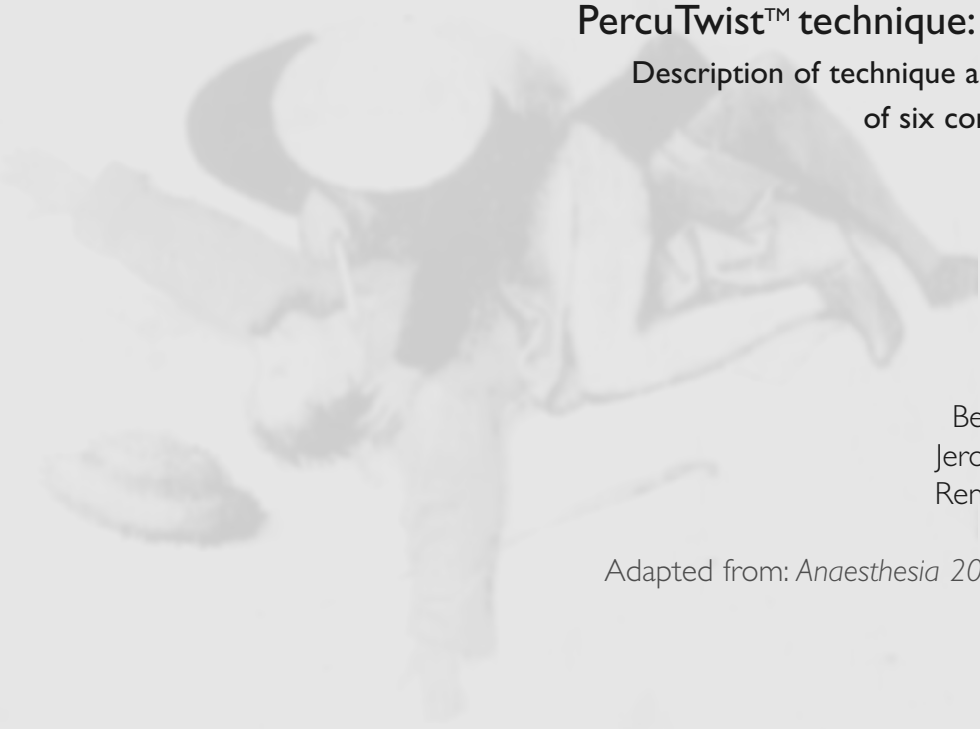 PercuTwist™ technique:
Description of technique a
of six co
Be
Jero
Ren
Adapted from: Anaesthesia 20